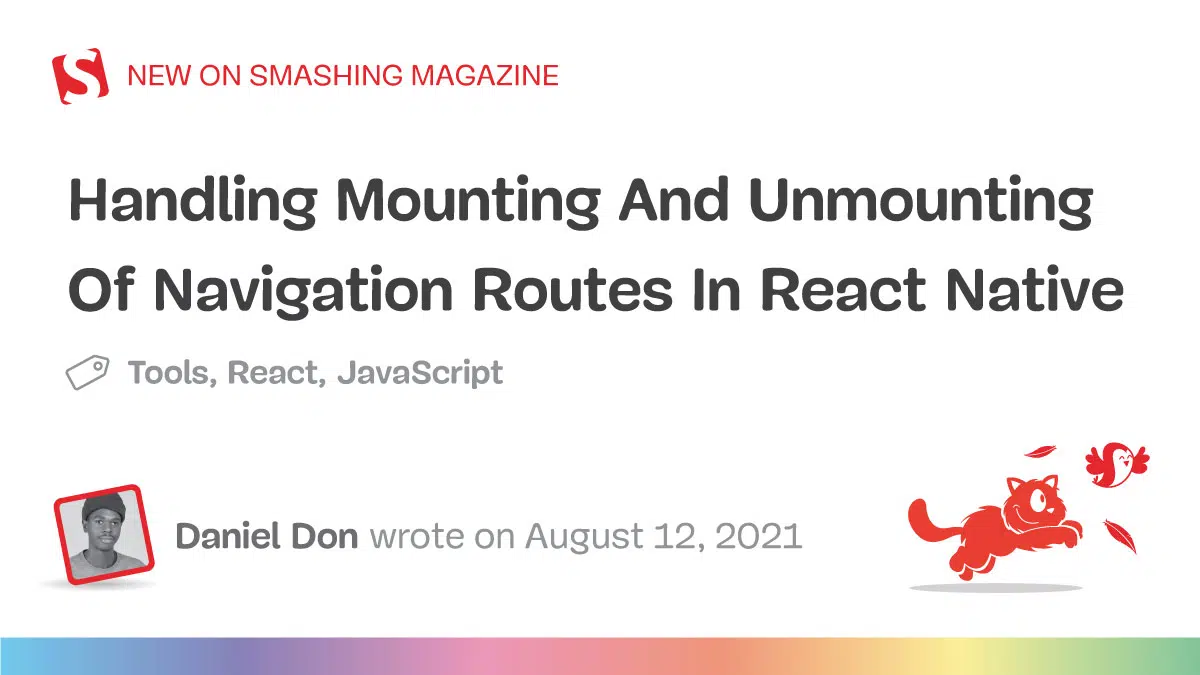 NEW ON SMASHING MAGAZINE
Handling Mounting And Unmounting
Of Navigation Routes In React Native
Tools, React, JavaScript
Daniel Don wrote on August 12, 2021